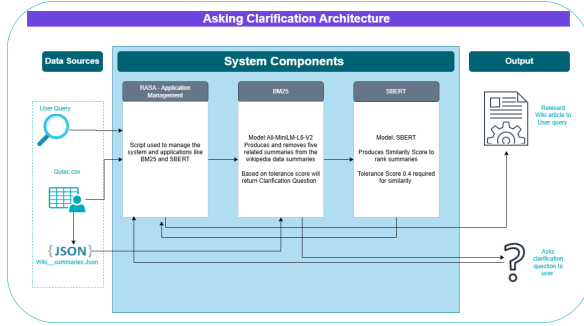 Asking Clarification Architecture
Data Sources
System Components
Output
RASA - Application
Management
BM25
SBERT
User Query
Script used to manage the
system and applications like
BM25 and SBERT
Model:All-MiniLM-L6-V2
Produces and removes five
related summaries from the
wikipedia data summaries
Based on tolerance score will
return Clarification Question
Model: SBERT
Produces Similarity Score to
rank summaries
Tolerance Score 0.4 required
for similarity
Relevant
Wiki article to
User query
Qulac.csv
{JSON}
Wiki__summaries.Json
?
Asks
clarification
question to
user